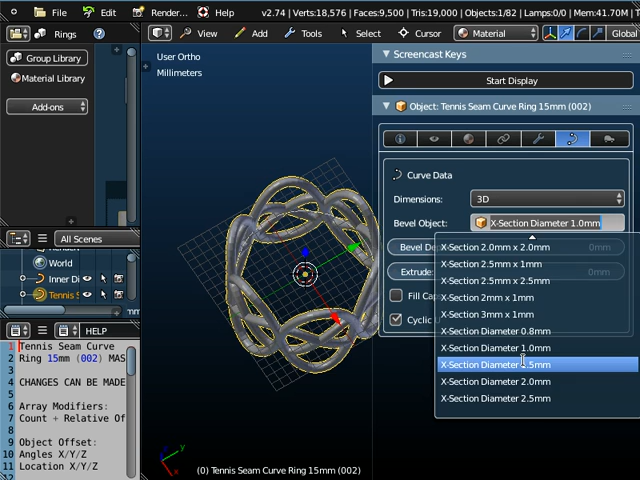 File Edit Render... Help v2.74 | Verts:18,576 | Faces:9,500 | Tris:19,000 | Objects:1/82 | Lamps:0/0 | Mem:41.70M | T
Rings
View Add Tools Select Cursor Material Global
Group Library
Material Library
Add-ons
User Ortho
Millimeters
Screencast Keys
Start Display
Object: Tennis Seam Curve Ring 15mm (002)
Curve Data
Dimensions: 3D
Bevel Object: X-Section Diameter 1.0mm
Bevel De 0mm
Extrude: 0mm
Fill Ca
Cyclic
X-Section 2.0mm x 2.0mm
X-Section 2.5mm x 1mm
X-Section 2.5mm x 2.5mm
X-Section 2mm x 1mm
X-Section 3mm x 1mm
X-Section Diameter 0.8mm
X-Section Diameter 1.0mm
X-Section Diameter 1.5mm
X-Section Diameter 2.0mm
X-Section Diameter 2.5mm
All Scenes
World
Inner Di
Tennis S
mm
HELP
1 Tennis Seam Curve
2 Ring 15mm (002) MAS
3
4 CHANGES CAN BE MADE
5
6 Array Modifiers:
7 Count + Relative Of
8
9 Object Offset:
10 Angles X/Y/Z
11 Location X/Y/Z
Z
Y
X
(0) Tennis Seam Curve Ring 15mm (002)